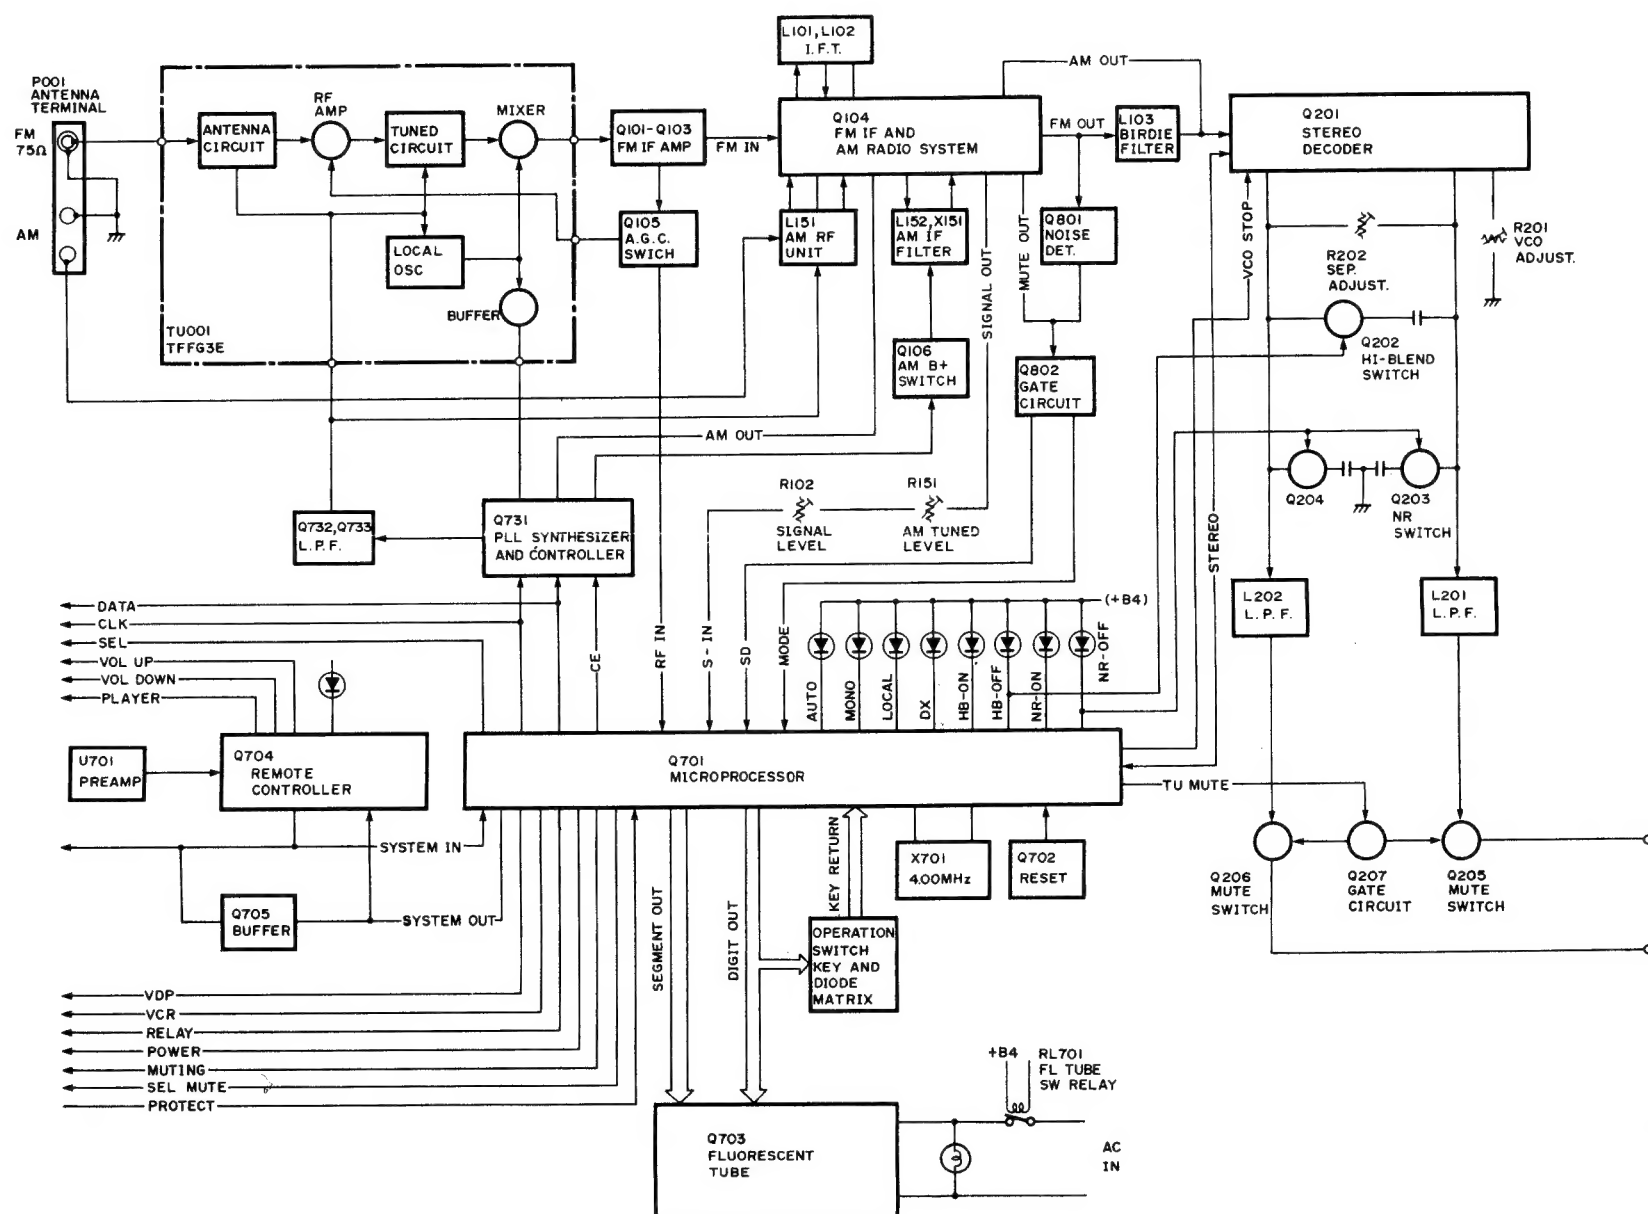 P001
ANTENNA
TERMINAL
FM
75Ω
AM
ANTENNA
CIRCUIT
RF
AMP
TUNED
CIRCUIT
MIXER
LOCAL
OSC
BUFFER
TU001
TFFG3E
Q101-Q103
FM IF AMP
FM IN
Q105
A.G.C.
SWICH
L101, L102
I.F.T.
Q104
FM IF AND
AM RADIO SYSTEM
AM OUT
FM OUT
L103
BIRDIE
FILTER
Q201
STEREO
DECODER
L151
AM RF
UNIT
L152, X151
AM IF
FILTER
SIGNAL OUT
MUTE OUT
Q801
NOISE
DET.
VCO STOP
R202
SEP.
ADJUST.
R201
VCO
ADJUST.
Q106
AM B+
SWITCH
Q802
GATE
CIRCUIT
Q202
HI-BLEND
SWITCH
AM OUT
R102
SIGNAL
LEVEL
R151
AM TUNED
LEVEL
Q204
Q203
NR
SWITCH
Q732, Q733
L.P.F.
Q731
PLL SYNTHESIZER
AND CONTROLLER
STEREO
L202
L.P.F.
L201
L.P.F.
DATA
CLK
SEL
VOL UP
VOL DOWN
PLAYER
CE
RF IN
S-IN
SD
MODE
(+B4)
AUTO
MONO
LOCAL
DX
HB-ON
HB-OFF
NR-ON
NR-OFF
U701
PREAMP
Q704
REMOTE
CONTROLLER
Q701
MICROPROCESSOR
TU MUTE
SYSTEM IN
Q705
BUFFER
SYSTEM OUT
SEGMENT OUT
DIGIT OUT
KEY RETURN
X701
4.00MHz
Q702
RESET
Q206
MUTE
SWITCH
Q207
GATE
CIRCUIT
Q205
MUTE
SWITCH
OPERATION
SWITCH
KEY AND
DIODE
MATRIX
VDP
VCR
RELAY
POWER
MUTING
SEL MUTE
PROTECT
+B4
RL701
FL TUBE
SW RELAY
Q703
FLUORESCENT
TUBE
AC
IN